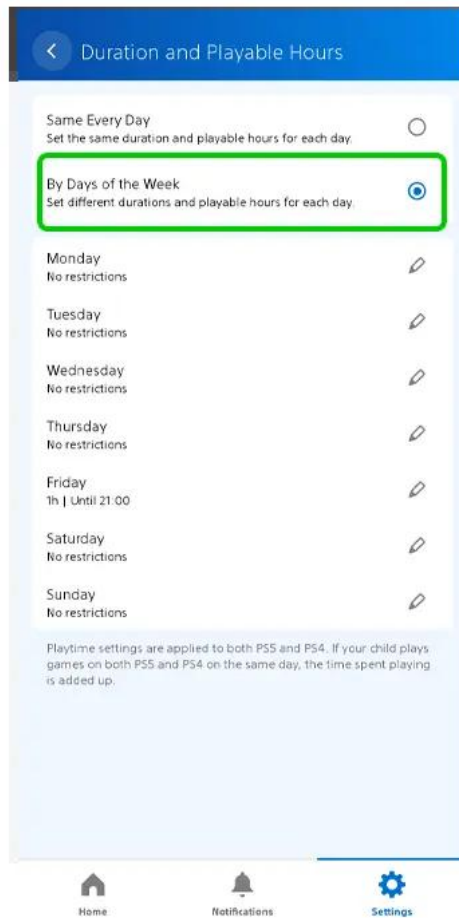 Duration and Playable Hours
Same Every Day
Set the same duration and playable hours for each day.
By Days of the Week
Set different durations and playable hours for each day.
Monday
No restrictions
Tuesday
No restrictions
Wednesday
No restrictions
Thursday
No restrictions
Friday
1h | Until 21:00
Saturday
No restrictions
Sunday
No restrictions
Playtime settings are applied to both PS5 and PS4. If your child plays
games on both PS5 and PS4 on the same day, the time spent playing
is added up.
Home
Notifications
Settings